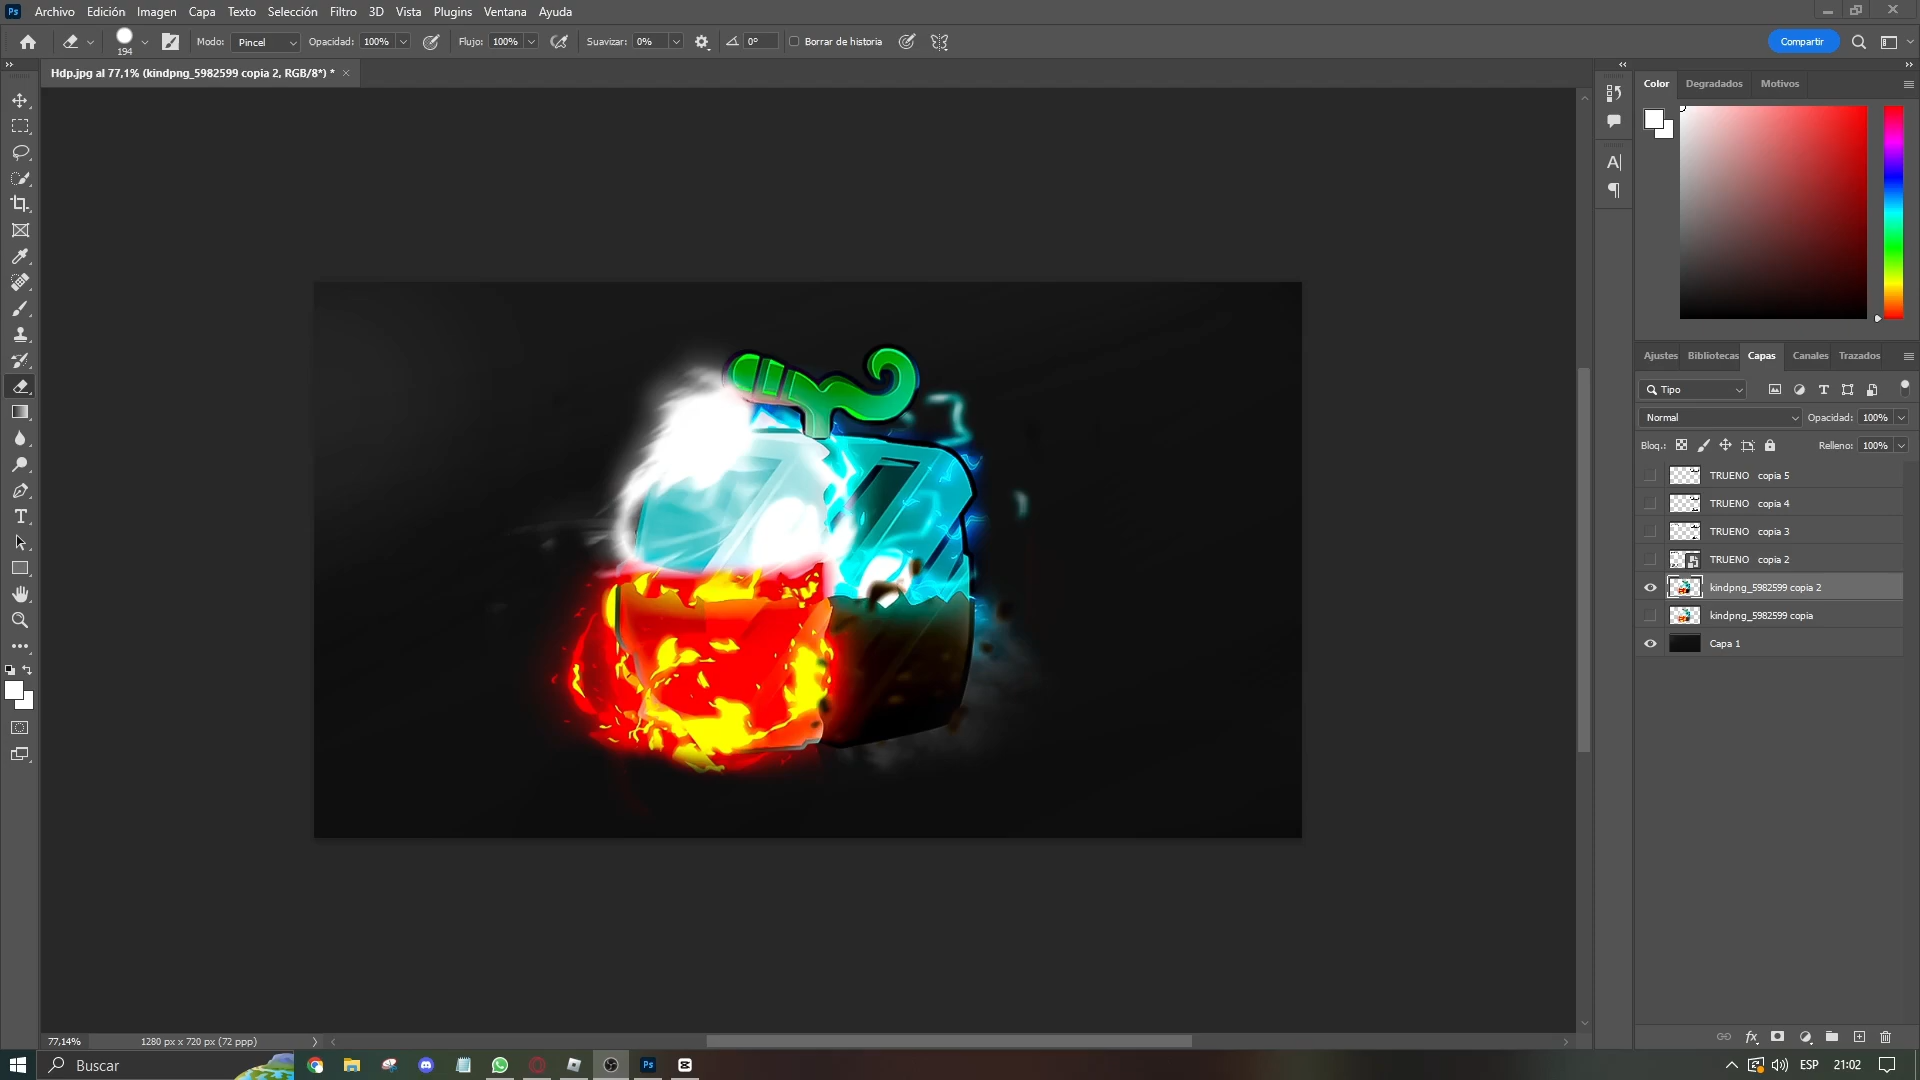 Ps Archivo Edición Imagen Capa Texto Selección Filtro 3D Vista Plugins Ventana Ayuda
194 Modo: Pincel Opacidad: 100% Flujo: 100% Suavizar: 0% 0° Borrar de historia Compartir
Hdp.jpg al 77,1% (kindpng_5982599 copia 2, RGB/8*) *
Color Degradados Motivos
Ajustes Bibliotecas Capas Canales Trazados
Tipo
Normal Opacidad: 100%
Bloq.: Relleno: 100%
TRUENO copia 5
TRUENO copia 4
TRUENO copia 3
TRUENO copia 2
kindpng_5982599 copia 2
kindpng_5982599 copia
Capa 1
77,14% 1280 px x 720 px (72 ppp)
Buscar Ps ESP 21:02